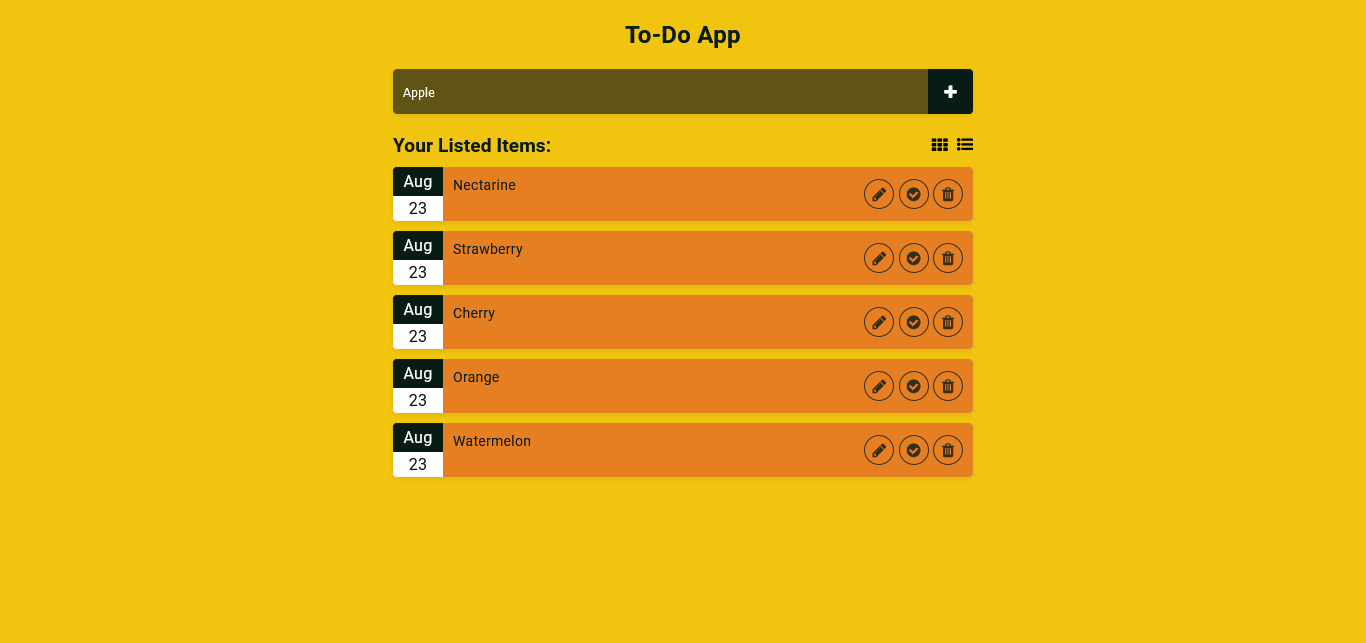 To-Do App
Apple
Your Listed Items:
Aug
23
Nectarine
Aug
23
Strawberry
Aug
23
Cherry
Aug
23
Orange
Aug
23
Watermelon